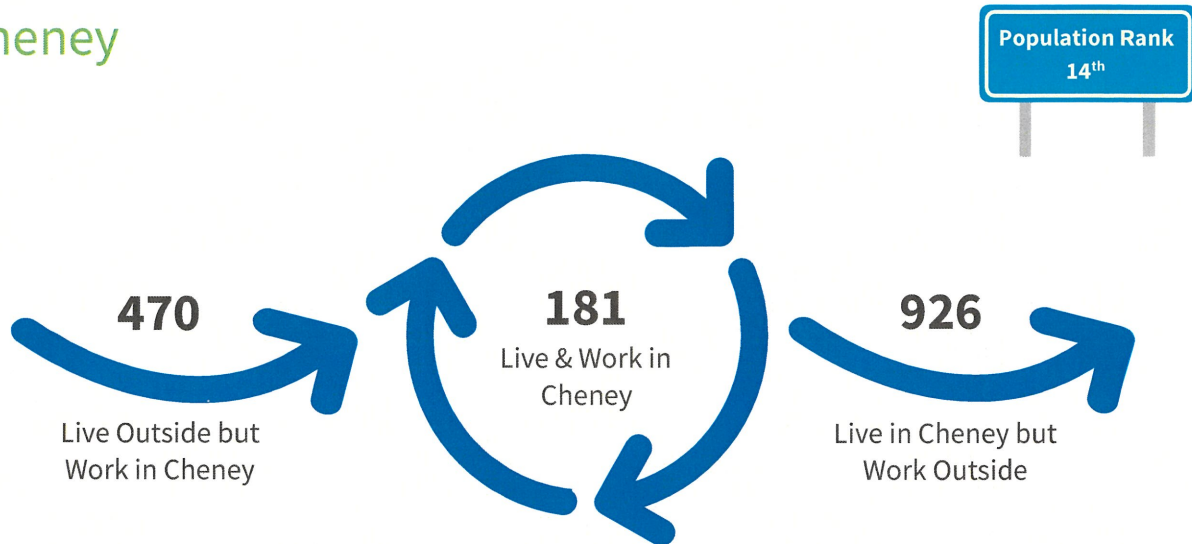 heney
Population Rank
14th
470
Live Outside but
Work in Cheney
181
Live & Work in
Cheney
926
Live in Cheney but
Work Outside